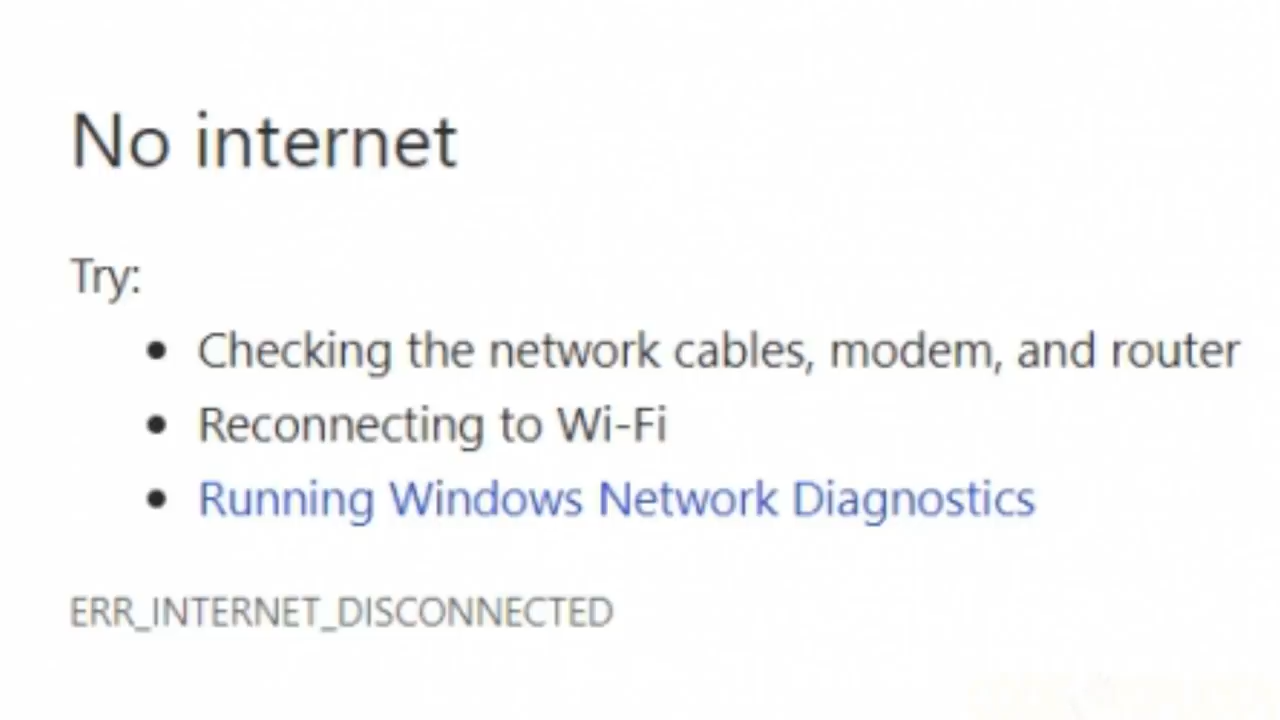 No internet
Try:
• Checking the network cables, modem, and router
• Reconnecting to Wi-Fi
• Running Windows Network Diagnostics
ERR_INTERNET_DISCONNECTED